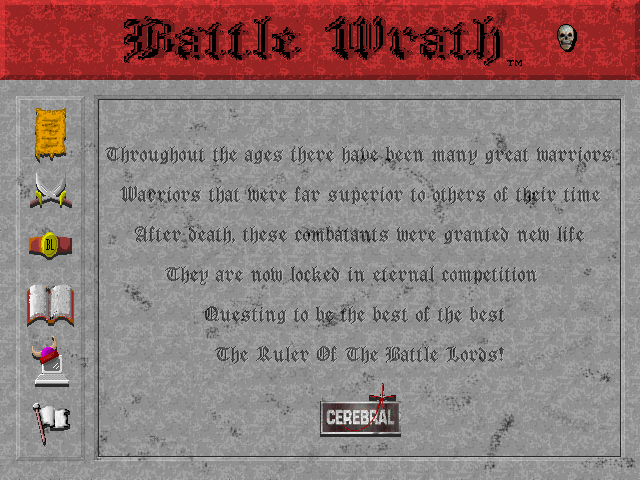 Battle Wrath™
BL
Throughout the ages there have been many great warriors
Warriors that were far superior to others of their time
After death, these combatants were granted new life
They are now locked in eternal competition
Questing to be the best of the best
The Ruler Of The Battle Lords!
CEREBRAL